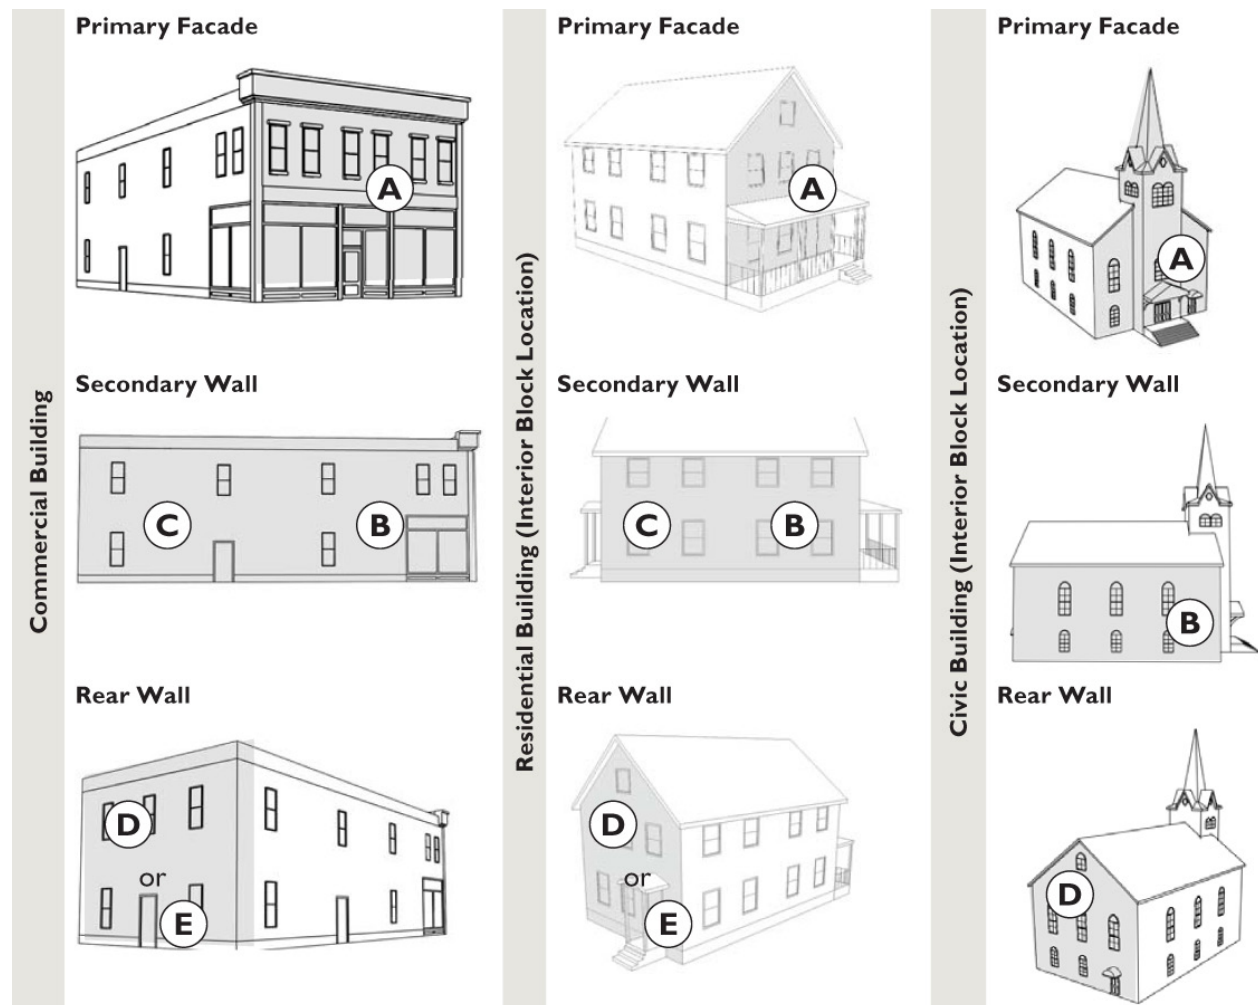 Commercial Building
Primary Facade
A
Secondary Wall
C
B
Rear Wall
D
or
E
Residential Building (Interior Block Location)
Primary Facade
A
Secondary Wall
C
B
Rear Wall
D
or
E
Civic Building (Interior Block Location)
Primary Facade
A
Secondary Wall
B
Rear Wall
D